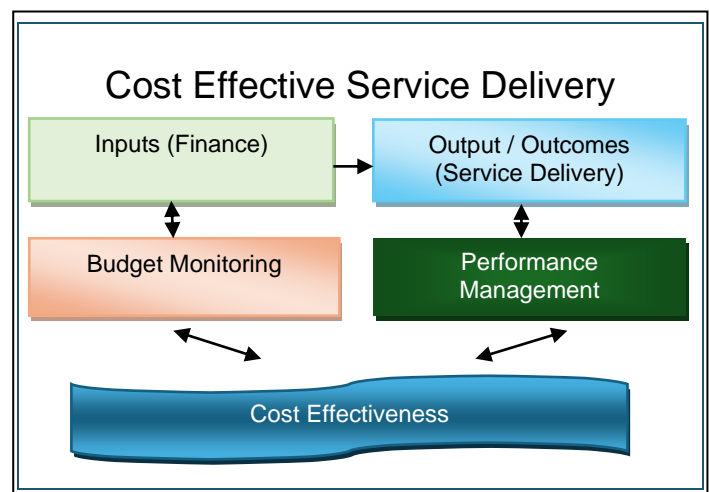 Cost Effective Service Delivery
Inputs (Finance)
Output / Outcomes
(Service Delivery)
Budget Monitoring
Performance
Management
Cost Effectiveness